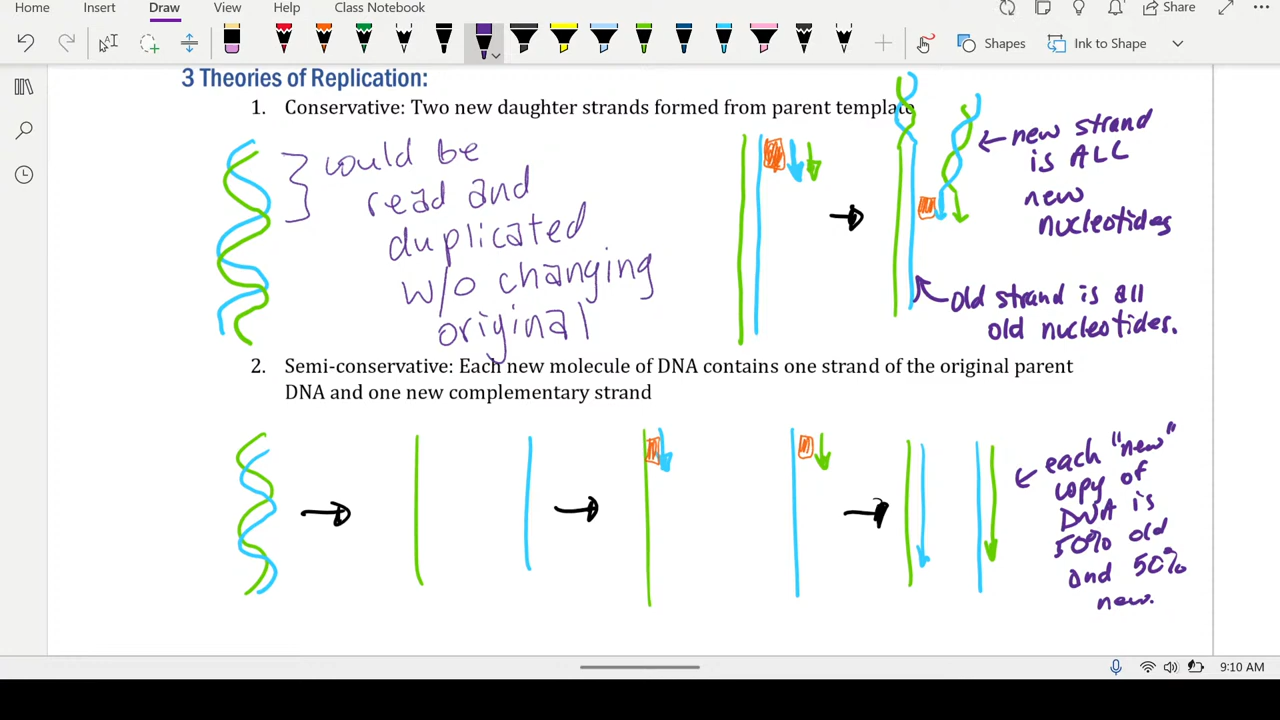 Home Insert Draw View Help Class Notebook Share
Shapes Ink to Shape
3 Theories of Replication:
1. Conservative: Two new daughter strands formed from parent template
could be
read and
duplicated
w/o changing
original
new strand
is ALL
new
nucleotides
old strand is all
old nucleotides.
2. Semi-conservative: Each new molecule of DNA contains one strand of the original parent
DNA and one new complementary strand
each "new"
copy of
DNA is
50% old
and 50%
new.
9:10 AM